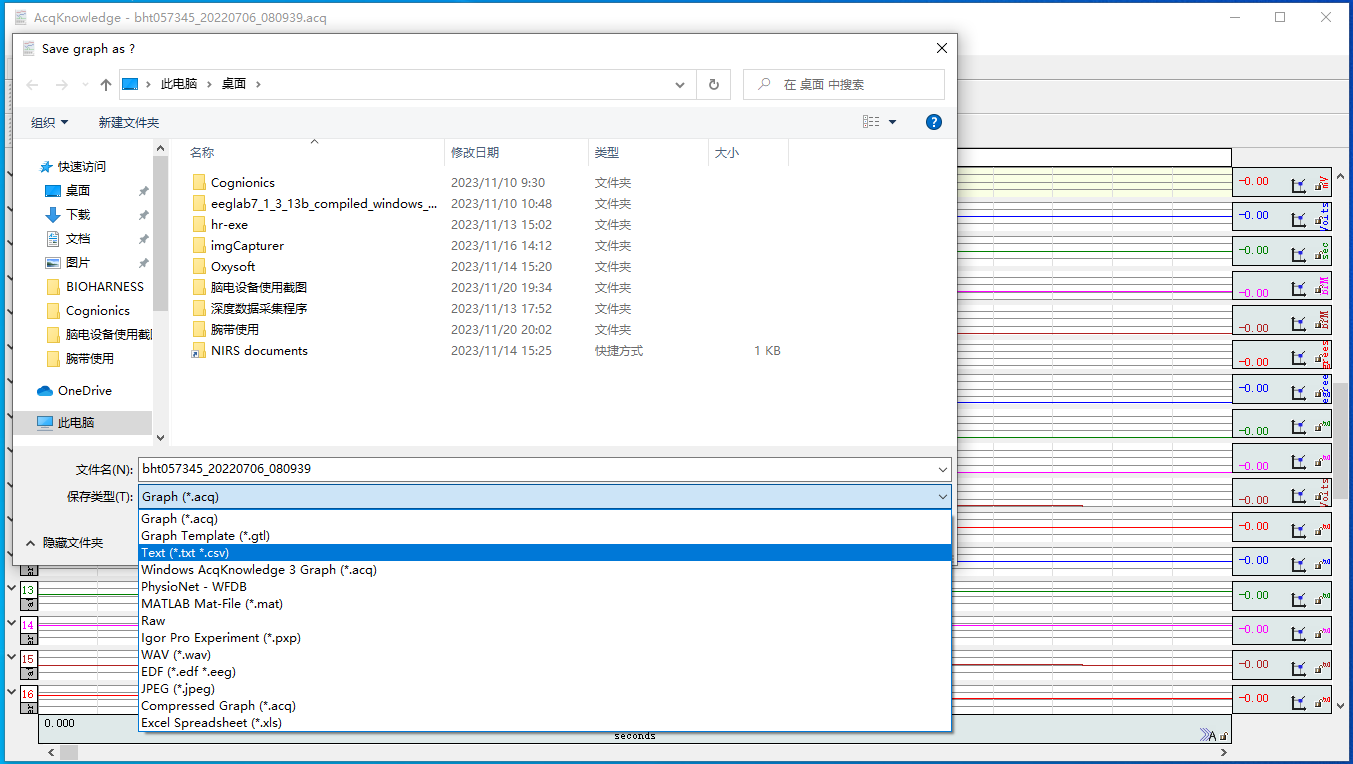 AcqKnowledge - bht057345_20220706_080939.acq
Save graph as ?
此电脑 › 桌面 ›
在 桌面 中搜索
组织
新建文件夹
?
名称 修改日期 类型 大小
快速访问
桌面
下载
文档
图片
BIOHARNESS
Cognionics
脑电设备使用截
腕带使用
OneDrive
此电脑
Cognionics 2023/11/10 9:30 文件夹
eeglab7_1_3_13b_compiled_windows_... 2023/11/10 10:48 文件夹
hr-exe 2023/11/13 15:02 文件夹
imgCapturer 2023/11/16 14:12 文件夹
Oxysoft 2023/11/14 15:20 文件夹
脑电设备使用截图 2023/11/20 19:34 文件夹
深度数据采集程序 2023/11/13 17:52 文件夹
腕带使用 2023/11/20 20:02 文件夹
NIRS documents 2023/11/14 15:25 快捷方式 1 KB
文件名(N): bht057345_20220706_080939
保存类型(T): Graph (*.acq)
隐藏文件夹
Graph (*.acq)
Graph Template (*.gtl)
Text (*.txt *.csv)
Windows AcqKnowledge 3 Graph (*.acq)
PhysioNet - WFDB
MATLAB Mat-File (*.mat)
Raw
Igor Pro Experiment (*.pxp)
WAV (*.wav)
EDF (*.edf *.eeg)
JPEG (*.jpeg)
Compressed Graph (*.acq)
Excel Spreadsheet (*.xls)
-0.00 mV
-0.00 Volts
-0.00 sec
-0.00
-0.00
-0.00
-0.00
-0.00
-0.00
-0.00 Volts
-0.00
-0.00
13
-0.00
14
-0.00
15
-0.00
16
-0.00
0.000
seconds
A